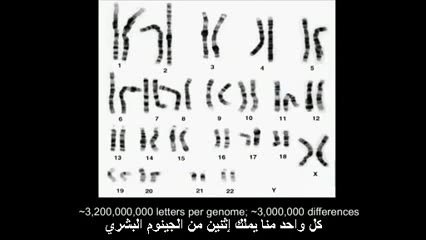 1 2 3 4 5
6 7 8 9 10 11 12
13 14 15 16 17 18 X
19 20 21 22 Y
~3,200,000,000 letters per genome; ~3,000,000 differences
كل واحد منا يملك إثنين من الجينوم البشري